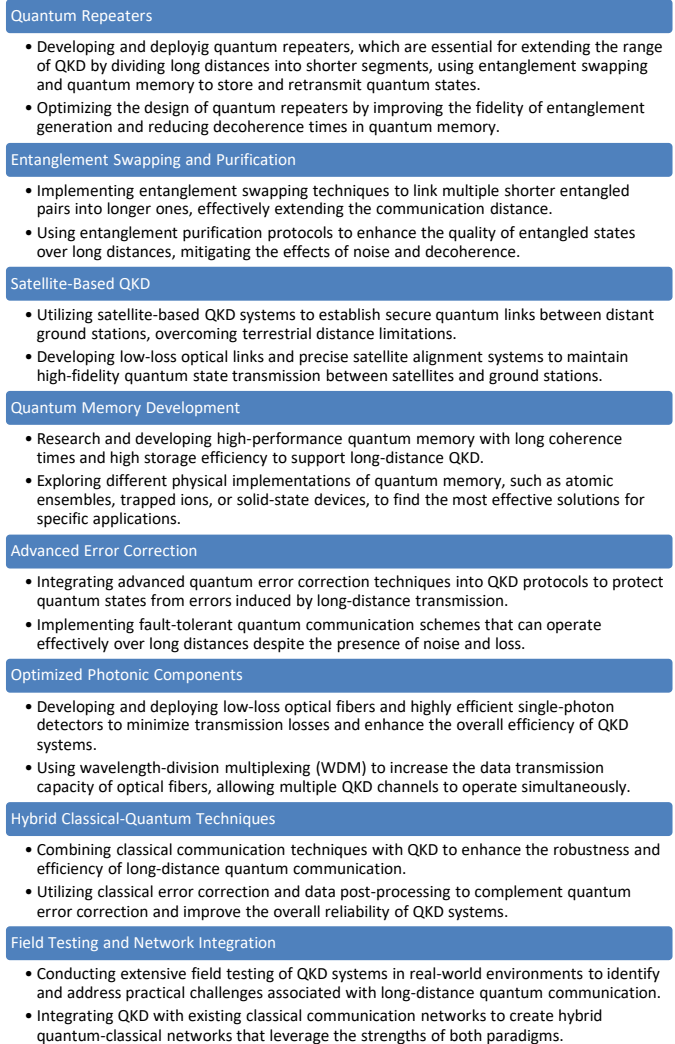 Quantum Repeaters
• Developing and deployig quantum repeaters, which are essential for extending the range
of QKD by dividing long distances into shorter segments, using entanglement swapping
and quantum memory to store and retransmit quantum states.
• Optimizing the design of quantum repeaters by improving the fidelity of entanglement
generation and reducing decoherence times in quantum memory.
Entanglement Swapping and Purification
• Implementing entanglement swapping techniques to link multiple shorter entangled
pairs into longer ones, effectively extending the communication distance.
• Using entanglement purification protocols to enhance the quality of entangled states
over long distances, mitigating the effects of noise and decoherence.
Satellite-Based QKD
• Utilizing satellite-based QKD systems to establish secure quantum links between distant
ground stations, overcoming terrestrial distance limitations.
• Developing low-loss optical links and precise satellite alignment systems to maintain
high-fidelity quantum state transmission between satellites and ground stations.
Quantum Memory Development
• Research and developing high-performance quantum memory with long coherence
times and high storage efficiency to support long-distance QKD.
• Exploring different physical implementations of quantum memory, such as atomic
ensembles, trapped ions, or solid-state devices, to find the most effective solutions for
specific applications.
Advanced Error Correction
• Integrating advanced quantum error correction techniques into QKD protocols to protect
quantum states from errors induced by long-distance transmission.
• Implementing fault-tolerant quantum communication schemes that can operate
effectively over long distances despite the presence of noise and loss.
Optimized Photonic Components
• Developing and deploying low-loss optical fibers and highly efficient single-photon
detectors to minimize transmission losses and enhance the overall efficiency of QKD
systems.
• Using wavelength-division multiplexing (WDM) to increase the data transmission
capacity of optical fibers, allowing multiple QKD channels to operate simultaneously.
Hybrid Classical-Quantum Techniques
• Combining classical communication techniques with QKD to enhance the robustness and
efficiency of long-distance quantum communication.
• Utilizing classical error correction and data post-processing to complement quantum
error correction and improve the overall reliability of QKD systems.
Field Testing and Network Integration
• Conducting extensive field testing of QKD systems in real-world environments to identify
and address practical challenges associated with long-distance quantum communication.
• Integrating QKD with existing classical communication networks to create hybrid
quantum-classical networks that leverage the strengths of both paradigms.